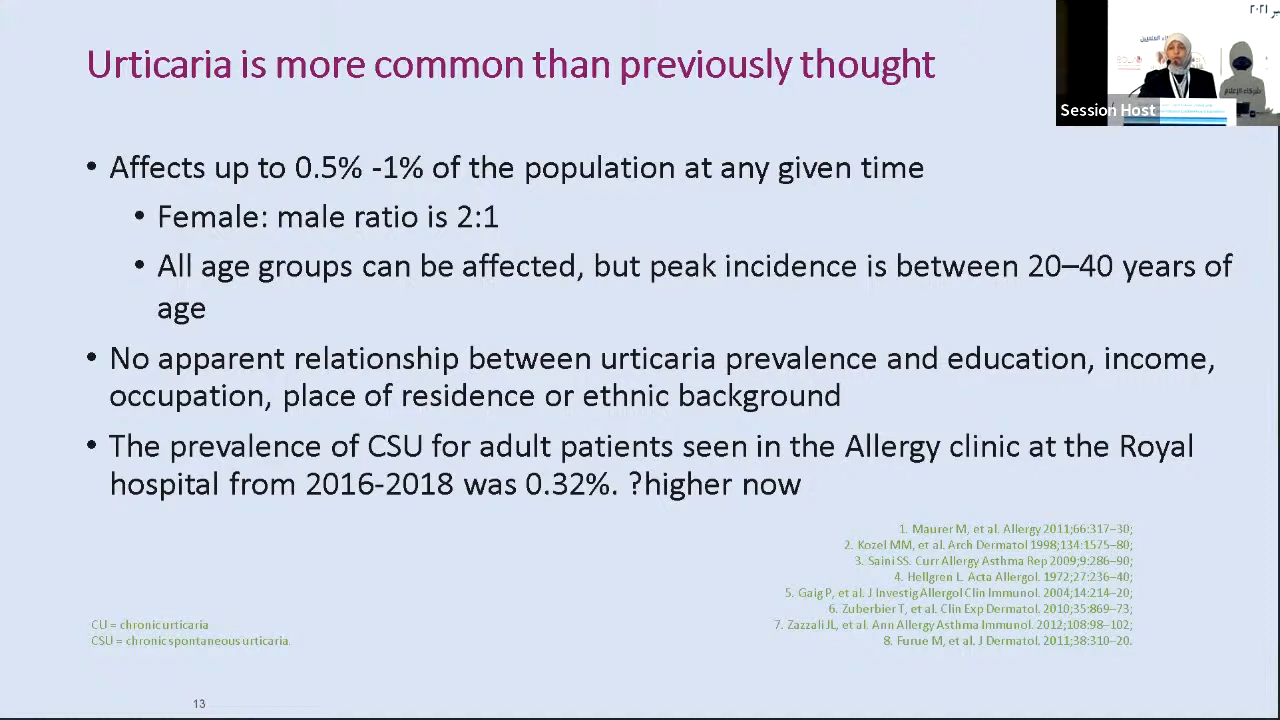 Urticaria is more common than previously thought
٢٠٢١
Session Host
شركاء الإعلام
• Affects up to 0.5% -1% of the population at any given time
• Female: male ratio is 2:1
• All age groups can be affected, but peak incidence is between 20–40 years of
age
• No apparent relationship between urticaria prevalence and education, income,
occupation, place of residence or ethnic background
• The prevalence of CSU for adult patients seen in the Allergy clinic at the Royal
hospital from 2016-2018 was 0.32%. ?higher now
1. Maurer M, et al. Allergy 2011;66:317–30;
2. Kozel MM, et al. Arch Dermatol 1998;134:1575–80;
3. Saini SS. Curr Allergy Asthma Rep 2009;9:286–90;
4. Hellgren L. Acta Allergol. 1972;27:236–40;
5. Gaig P, et al. J Investig Allergol Clin Immunol. 2004;14:214–20;
6. Zuberbier T, et al. Clin Exp Dermatol. 2010;35:869–73;
7. Zazzali JL, et al. Ann Allergy Asthma Immunol. 2012;108:98–102;
8. Furue M, et al. J Dermatol. 2011;38:310–20.
CU = chronic urticaria
CSU = chronic spontaneous urticaria.
13